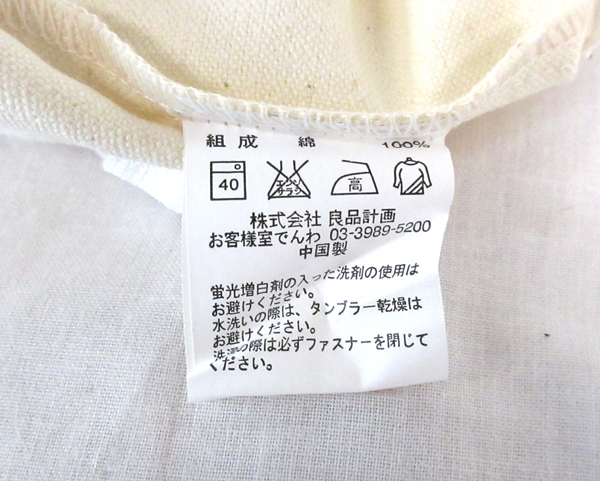 組成 綿 100%
40 エンソサラシ 高
株式会社 良品計画
お客様室でんわ 03-3989-5200
中国製
蛍光増白剤の入った洗剤の使用は
お避けください。
水洗いの際は、タンブラー乾燥は
お避けください。
洗濯の際は必ずファスナーを閉じて
ください。